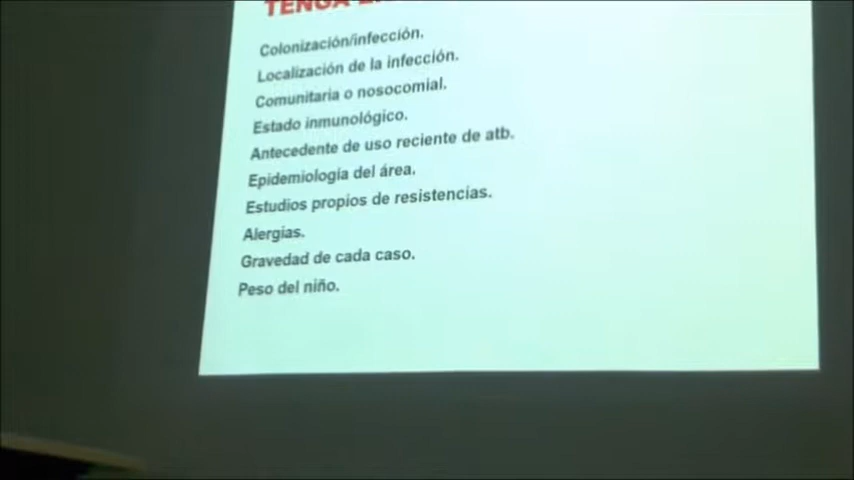 TENGA
Colonización/infección.
Localización de la infección.
Comunitaria o nosocomial.
Estado inmunológico.
Antecedente de uso reciente de atb.
Epidemiología del área.
Estudios propios de resistencias.
Alergias.
Gravedad de cada caso.
Peso del niño.